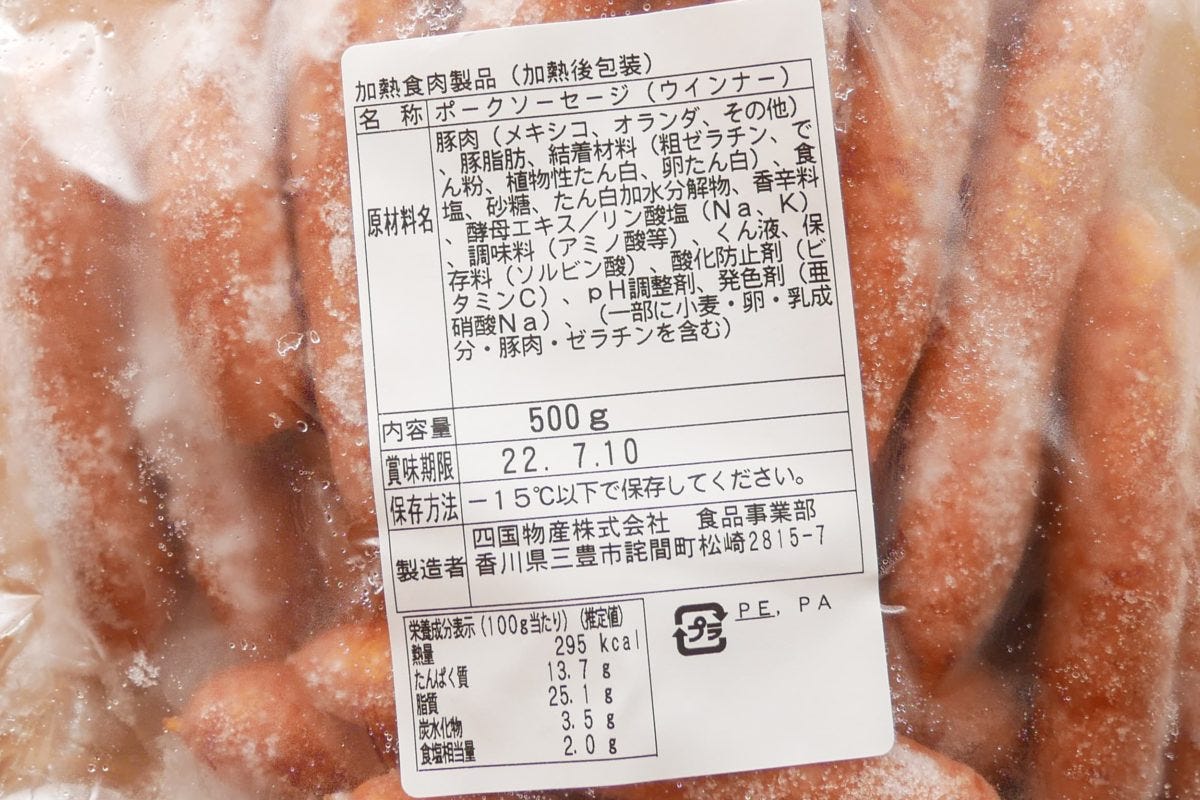 加熱食肉製品（加熱後包装）
名 称 ポークソーセージ（ウインナー）
原材料名
豚肉（メキシコ、オランダ、その他）
、豚脂肪、結着材料（粗ゼラチン、で
ん粉、植物性たん白、卵たん白）、食
塩、砂糖、たん白加水分解物、香辛料
、酵母エキス／リン酸塩（Ｎａ、Ｋ）
、調味料（アミノ酸等）、くん液、保
存料（ソルビン酸）、酸化防止剤（ビ
タミンＣ）、ｐＨ調整剤、発色剤（亜
硝酸Ｎａ）、（一部に小麦・卵・乳成
分・豚肉・ゼラチンを含む）
内容量 500ｇ
賞味期限 22. 7.10
保存方法 －15℃以下で保存してください。
製造者 四国物産株式会社 食品事業部
香川県三豊市詫間町松崎2815-7
栄養成分表示(100g当たり)(推定値)
熱量 295 kcal
たんぱく質 13.7 g
脂質 25.1 g
炭水化物 3.5 g
食塩相当量 2.0 g
プラ PE, PA